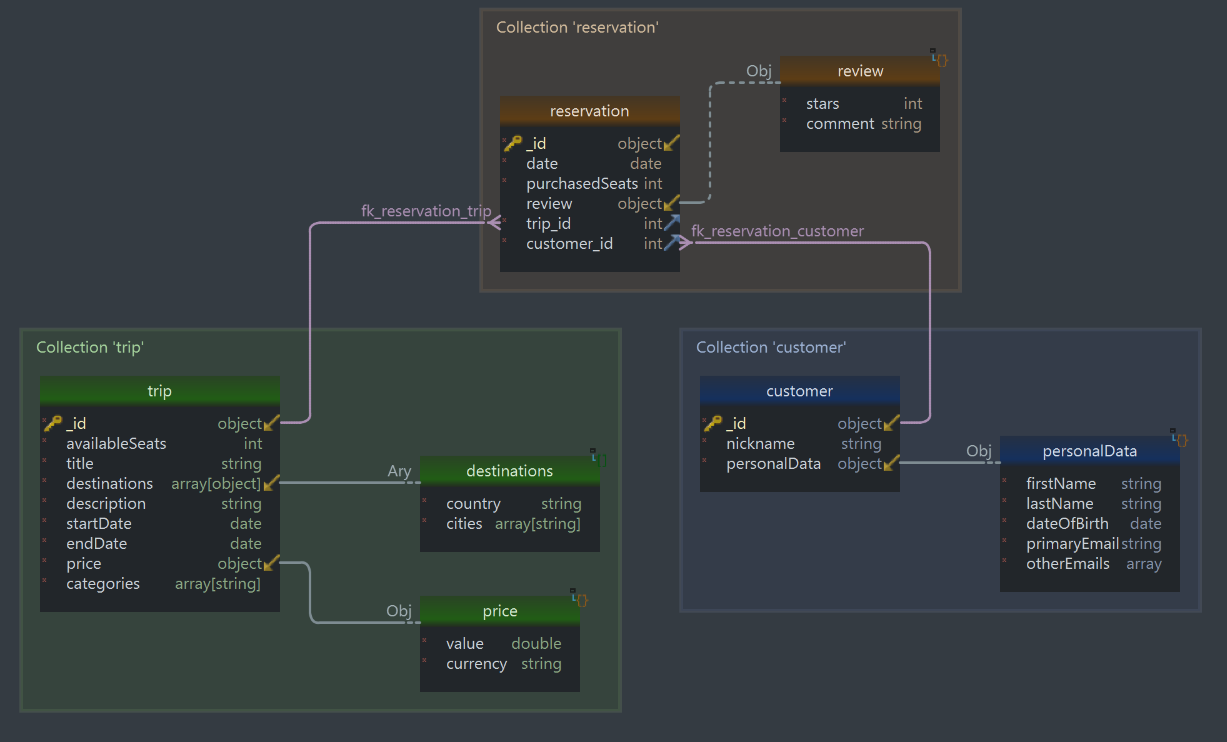 Collection 'reservation'
review
stars int
comment string
Obj
reservation
_id object
date date
purchasedSeats int
review object
trip_id int
customer_id int
fk_reservation_trip
fk_reservation_customer
Collection 'trip'
trip
_id object
availableSeats int
title string
destinations array[object]
description string
startDate date
endDate date
price object
categories array[string]
Ary
destinations
country string
cities array[string]
Obj
price
value double
currency string
Collection 'customer'
customer
_id object
nickname string
personalData object
Obj
personalData
firstName string
lastName string
dateOfBirth date
primaryEmail string
otherEmails array